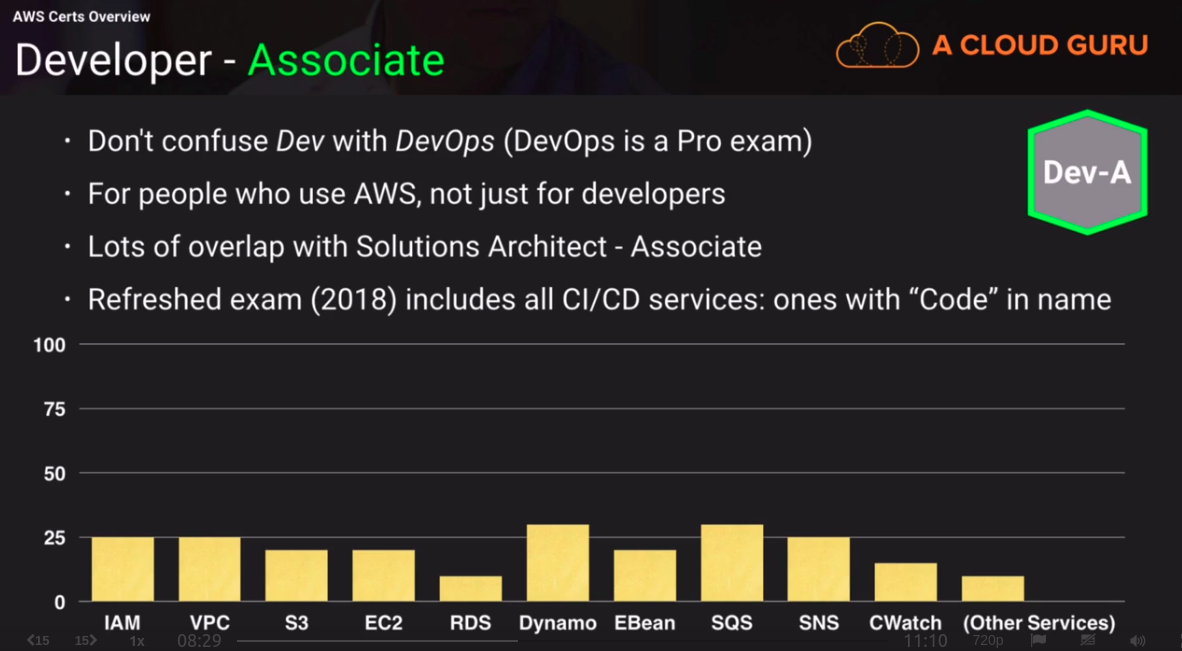 AWS Certs Overview
Developer - Associate
A CLOUD GURU
· Don't confuse Dev with DevOps (DevOps is a Pro exam)
· For people who use AWS, not just for developers
· Lots of overlap with Solutions Architect - Associate
· Refreshed exam (2018) includes all CI/CD services: ones with “Code” in name
Dev-A
100
75
50
25
0
IAM VPC S3 EC2 RDS Dynamo EBean SQS SNS CWatch (Other Services)
<15 15> 1x 08:29 11:10 720p